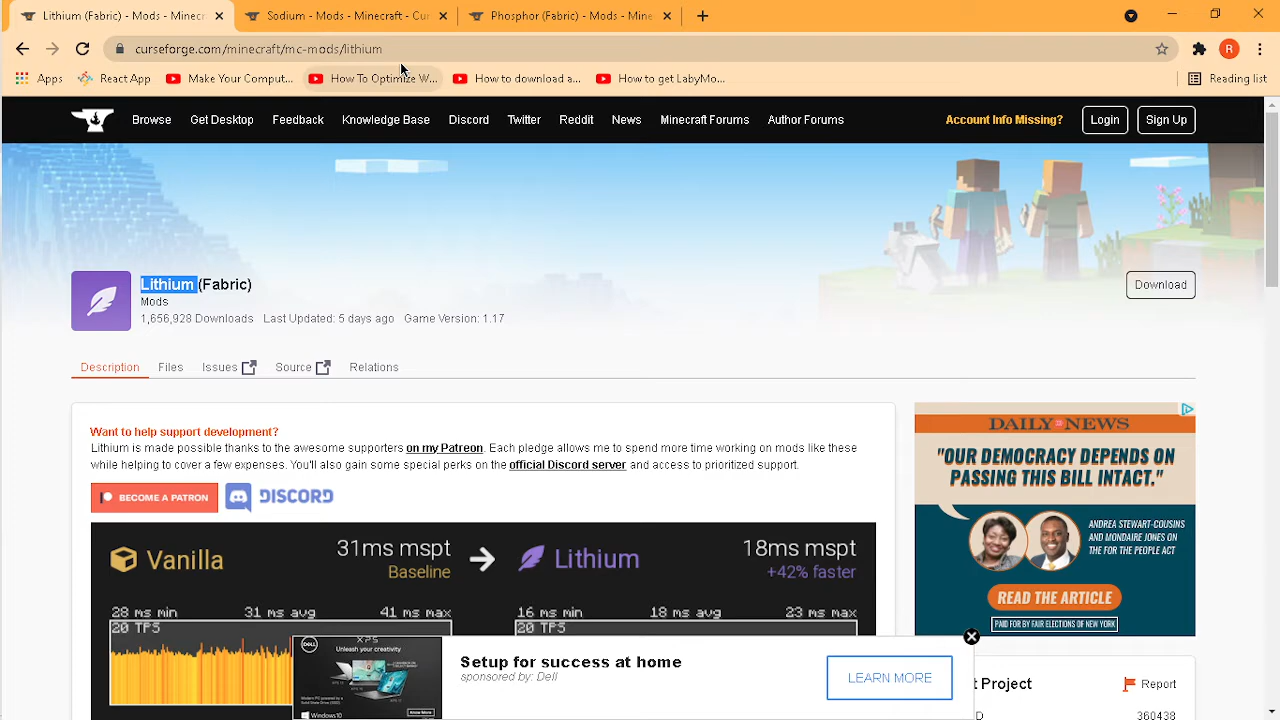 Lithium (Fabric) - Mods - Minec
Sodium - Mods - Minecraft - Cur
Phosphor (Fabric) - Mods - Mine
curseforge.com/minecraft/mc-mods/lithium
R
Apps
React App
Make Your Comput...
How To Optimize W...
How to download a...
How to get LabyMo...
Reading list
Browse
Get Desktop
Feedback
Knowledge Base
Discord
Twitter
Reddit
News
Minecraft Forums
Author Forums
Account Info Missing?
Login
Sign Up
Lithium (Fabric)
Mods
1,656,928 Downloads Last Updated: 5 days ago Game Version: 1.17
Download
Description
Files
Issues
Source
Relations
Want to help support development?
Lithium is made possible thanks to the awesome supporters on my Patreon. Each pledge allows me to spend more time working on mods like these
while helping to cover a few expenses. You'll also gain some special perks on the official Discord server and access to prioritized support.
BECOME A PATRON
DISCORD
Vanilla
31ms mspt
Baseline
Lithium
18ms mspt
+42% faster
28 ms min 31 ms avg 41 ms max
20 TPS
16 ms min 18 ms avg 23 ms max
20 TPS
DAILY NEWS
"OUR DEMOCRACY DEPENDS ON
PASSING THIS BILL INTACT."
ANDREA STEWART-COUSINS
AND MONDAIRE JONES ON
THE FOR THE PEOPLE ACT
READ THE ARTICLE
PAID FOR BY FAIR ELECTIONS OF NEW YORK
DELL
XPS
Unleash your creativity
Windows 10
Know More
Setup for success at home
sponsored by: Dell
LEARN MORE
t Project
Report
D
360438